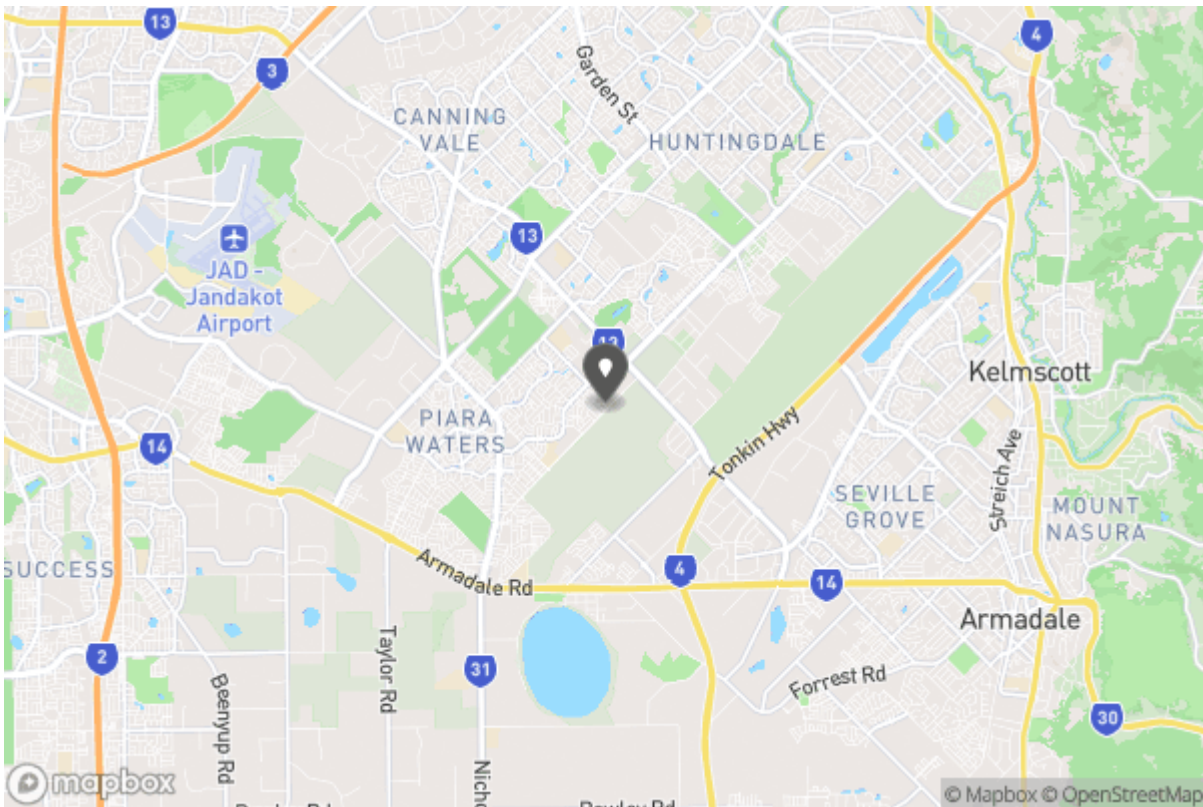 13
4
3
Garden St
CANNING
VALE
HUNTINGDALE
13
JAD -
Jandakot
Airport
Kelmscott
PIARA
WATERS
14
Tonkin Hwy
Streich Ave
SEVILLE
GROVE
MOUNT
NASURA
SUCCESS
Armadale Rd
4
14
Armadale
Taylor Rd
2
31
Beenyup Rd
Forrest Rd
30
mapbox
© Mapbox © OpenStreetMap